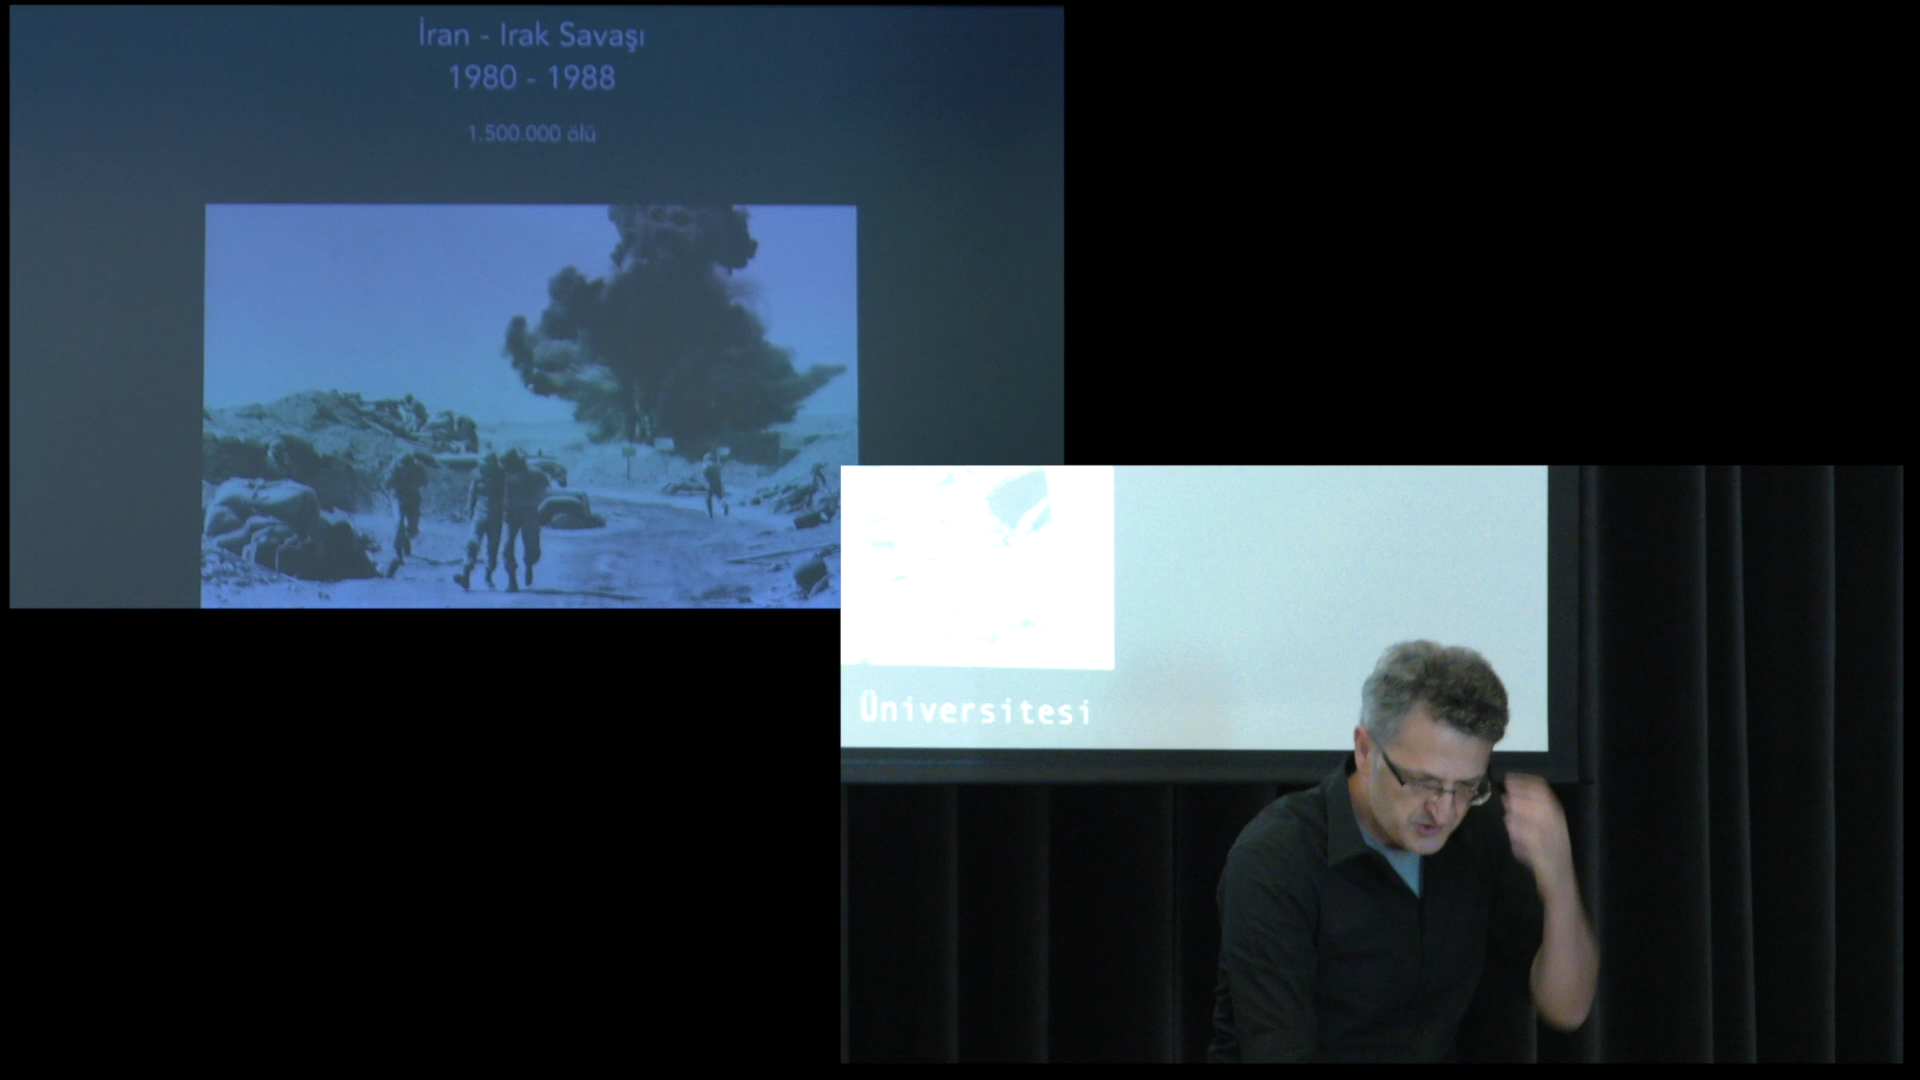 İran - Irak Savaşı
1980 - 1988
1.500.000 ölü
Üniversitesi